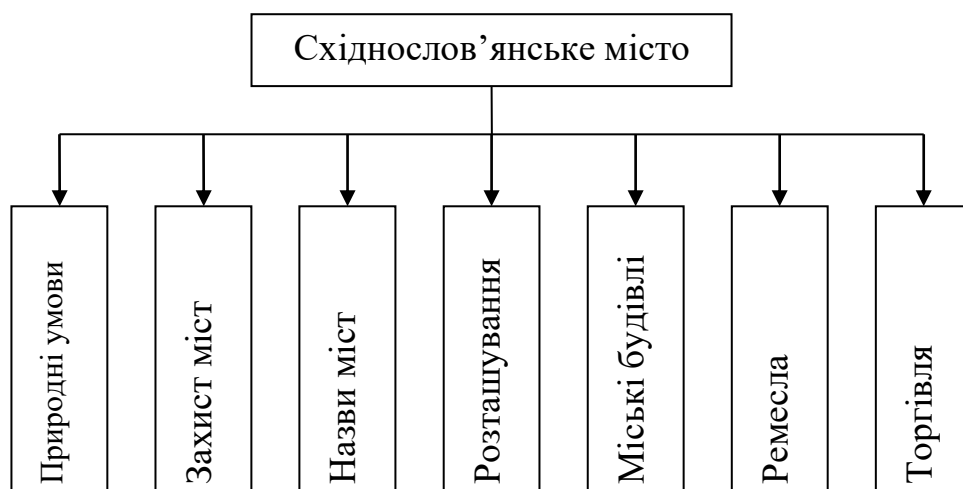 Східнослов’янське місто
Природні умови
Захист міст
Назви міст
Розташування
Міські будівлі
Ремесла
Торгівля